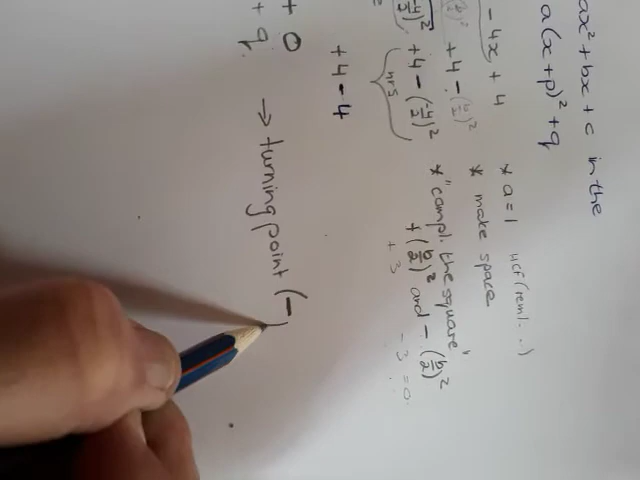 ax² + bx + c in the
a(x + p)² + q
- 4x + 4 * a = 1 HCF (rem! ...)
+ 4 - (b/2)² * make space
+ 4 - (-4/2)² * "compl. the square"
+ (b/2)² and - (b/2)²
+ 3 - 3 = 0
+ 4 - 4
+ 0
+ q → turning point (-